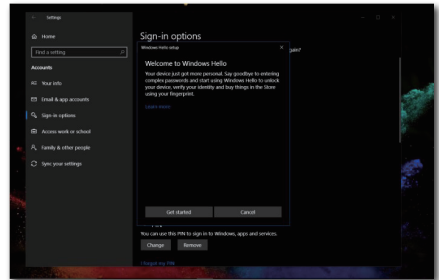 Settings
Home
Find a setting
Accounts
Your info
Email & app accounts
Sign-in options
Access work or school
Family & other people
Sync your settings
Sign-in options
Windows Hello setup
Welcome to Windows Hello
Your device just got more personal. Say goodbye to entering
complex passwords and start using Windows Hello to unlock
your device, verify your identity and buy things in the Store
using your fingerprint.
Learn more
Get started
Cancel
again?
You can use this PIN to sign in to Windows, apps and services.
Change
Remove
I forgot my PIN